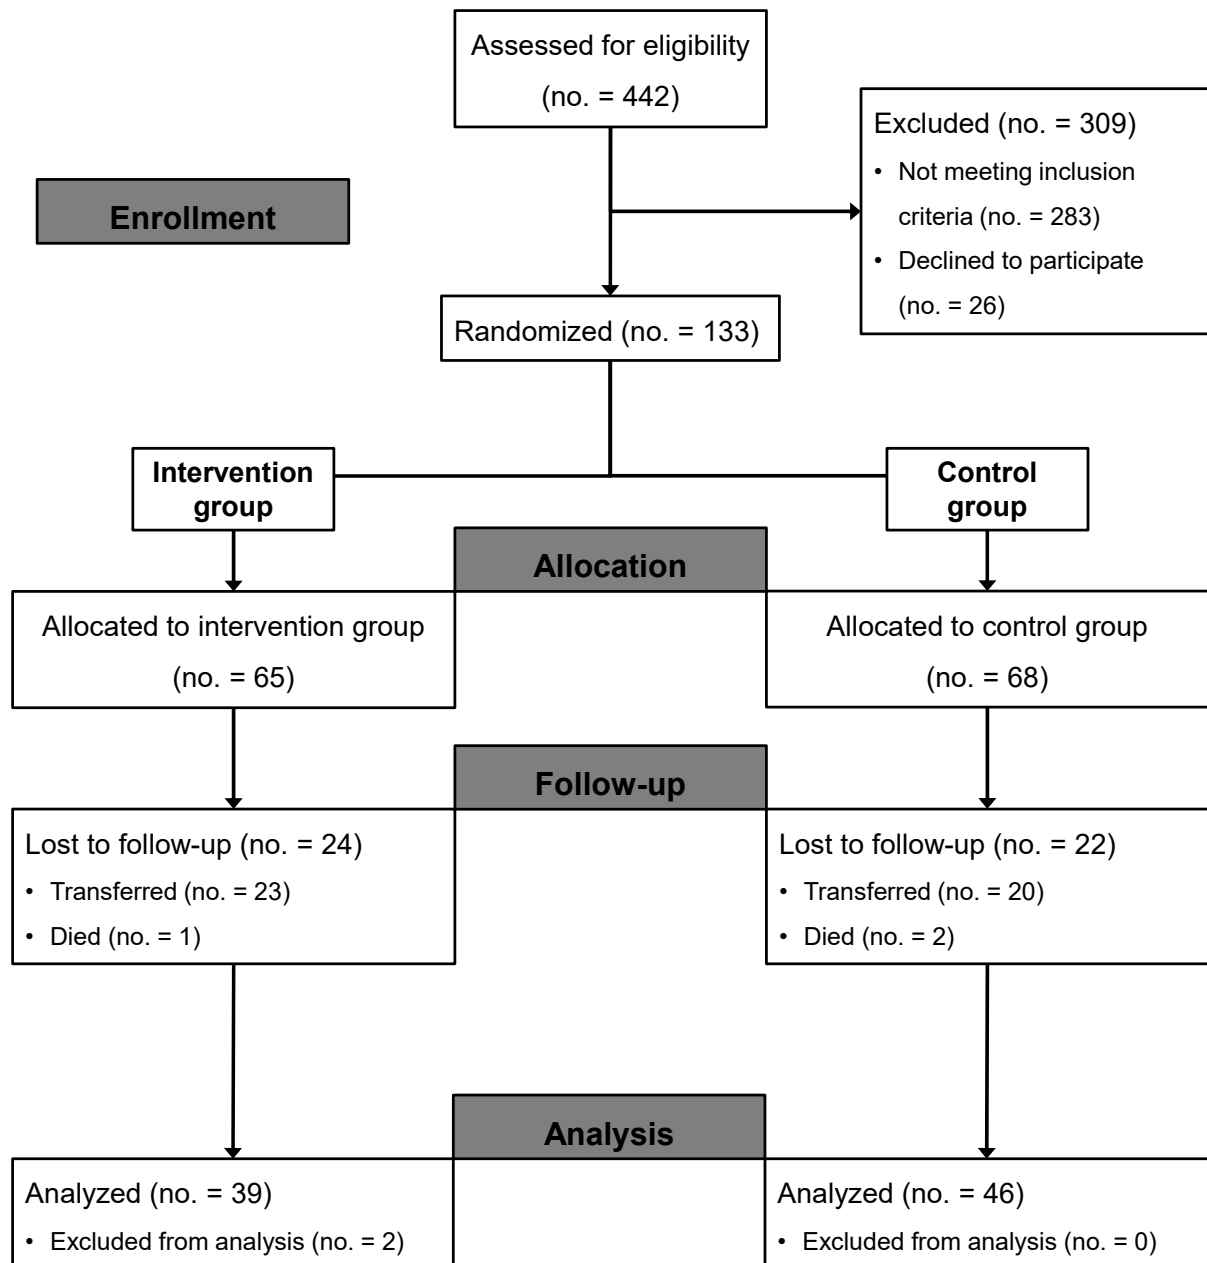 Assessed for eligibility
(no. = 442)
Excluded (no. = 309)
• Not meeting inclusion
criteria (no. = 283)
• Declined to participate
(no. = 26)
Enrollment
Randomized (no. = 133)
Intervention
group
Control
group
Allocation
Allocated to intervention group
(no. = 65)
Allocated to control group
(no. = 68)
Follow-up
Lost to follow-up (no. = 24)
• Transferred (no. = 23)
• Died (no. = 1)
Lost to follow-up (no. = 22)
• Transferred (no. = 20)
• Died (no. = 2)
Analysis
Analyzed (no. = 39)
• Excluded from analysis (no. = 2)
Analyzed (no. = 46)
• Excluded from analysis (no. = 0)